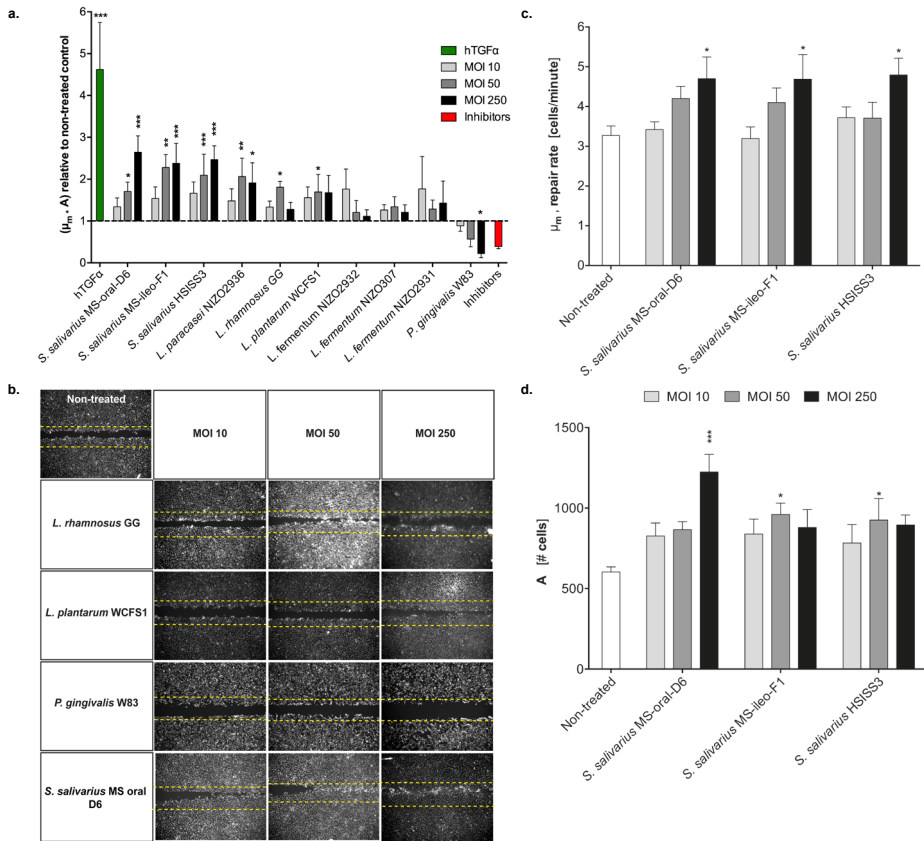 a.
(μm . A) relative to non-treated control
6
5
4
3
2
1
0
***
*
***
**
***
***
***
**
*
*
*
*
hTGFα
MOI 10
MOI 50
MOI 250
Inhibitors
hTGFα
S. salivarius MS-oral-D6
S. salivarius MS-ileo-F1
S. salivarius HSISS3
L. paracasei NIZO2936
L. rhamnosus GG
L. plantarum WCFS1
L. fermentum NIZO2932
L. fermentum NIZO307
L. fermentum NIZO2931
P. gingivalis W83
Inhibitors
b.
Non-treated
MOI 10
MOI 50
MOI 250
L. rhamnosus GG
L. plantarum WCFS1
P. gingivalis W83
S. salivarius MS oral
D6
c.
μm , repair rate [cells/minute]
6
5
4
3
2
1
0
*
*
*
Non-treated
S. salivarius MS-oral-D6
S. salivarius MS-ileo-F1
S. salivarius HSISS3
d.
MOI 10
MOI 50
MOI 250
A [# cells]
1500
1000
500
0
***
*
*
Non-treated
S. salivarius MS-oral-D6
S. salivarius MS-ileo-F1
S. salivarius HSISS3